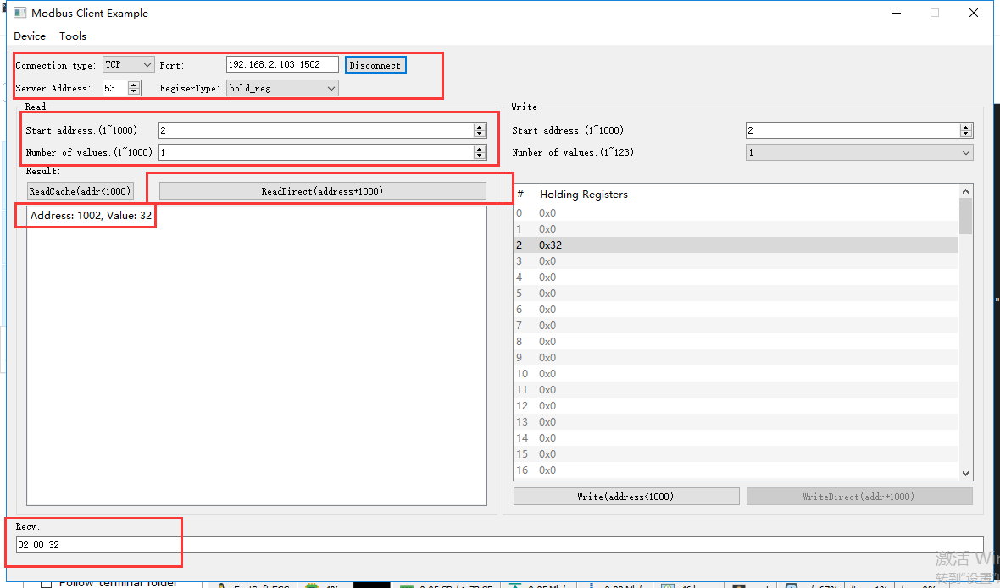 Modbus Client Example
Device Tools
Connection type: TCP Port: 192.168.2.103:1502 Disconnect
Server Address: 53 RegiserType: hold_reg
Read Write
Start address:(1~1000) 2 Start address:(1~1000) 2
Number of values:(1~1000) 1 Number of values:(1~123) 1
Result:
ReadCache(addr<1000) ReadDirect(address+1000)
# Holding Registers
Address: 1002, Value: 32
0 0x0
1 0x0
2 0x32
3 0x0
4 0x0
5 0x0
6 0x0
7 0x0
8 0x0
9 0x0
10 0x0
11 0x0
12 0x0
13 0x0
14 0x0
15 0x0
16 0x0
Write(address<1000) WriteDirect(addr+1000)
Recv:
02 00 32
激活
转到"设置"
Follow terminal folder